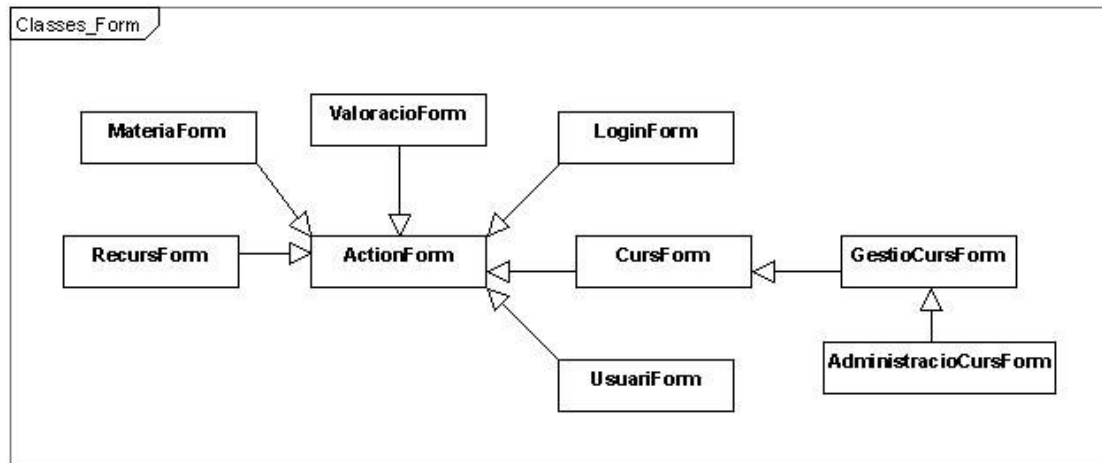 Classes_Form
ValoracioForm
MateriaForm
LoginForm
RecursForm
ActionForm
CursForm
GestioCursForm
AdministracioCursForm
UsuariForm